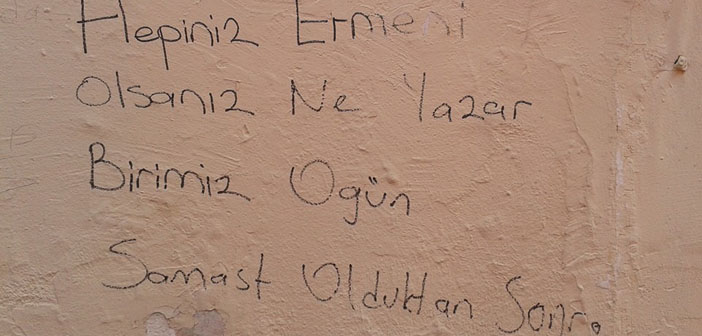 Hepiniz Ermeni
Olsanız Ne Yazar
Birimiz Ogün
Samast Olduktan Sonra